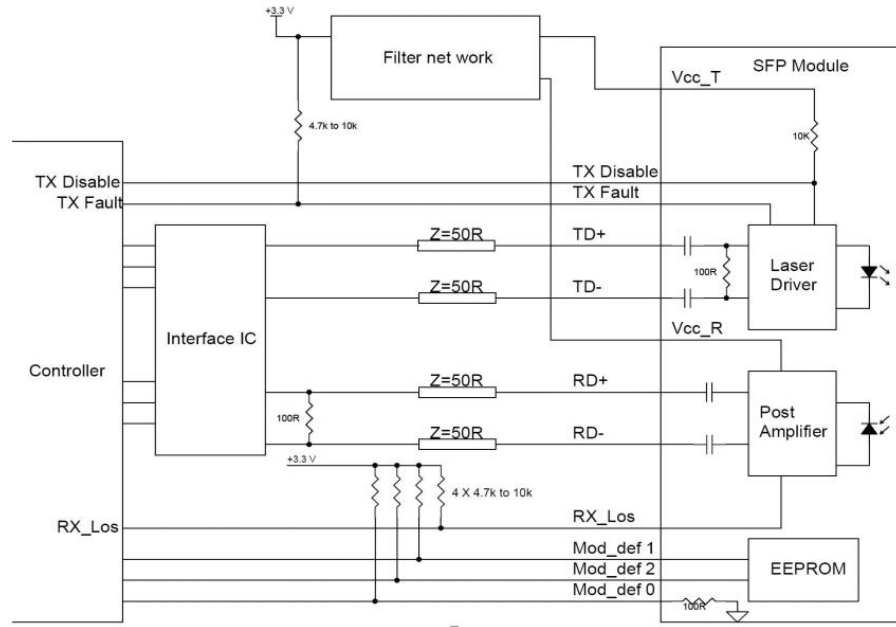 +3.3 V
Filter net work
SFP Module
Vcc_T
4.7k to 10k
10K
TX Disable
TX Disable
TX Fault
TX Fault
Z=50R
TD+
100R
Laser
Driver
Z=50R
TD-
Interface IC
Vcc_R
Controller
Z=50R
RD+
100R
Post
Amplifier
Z=50R
RD-
+3.3 V
4 X 4.7k to 10k
RX_Los
RX_Los
Mod_def 1
Mod_def 2
EEPROM
Mod_def 0
100R